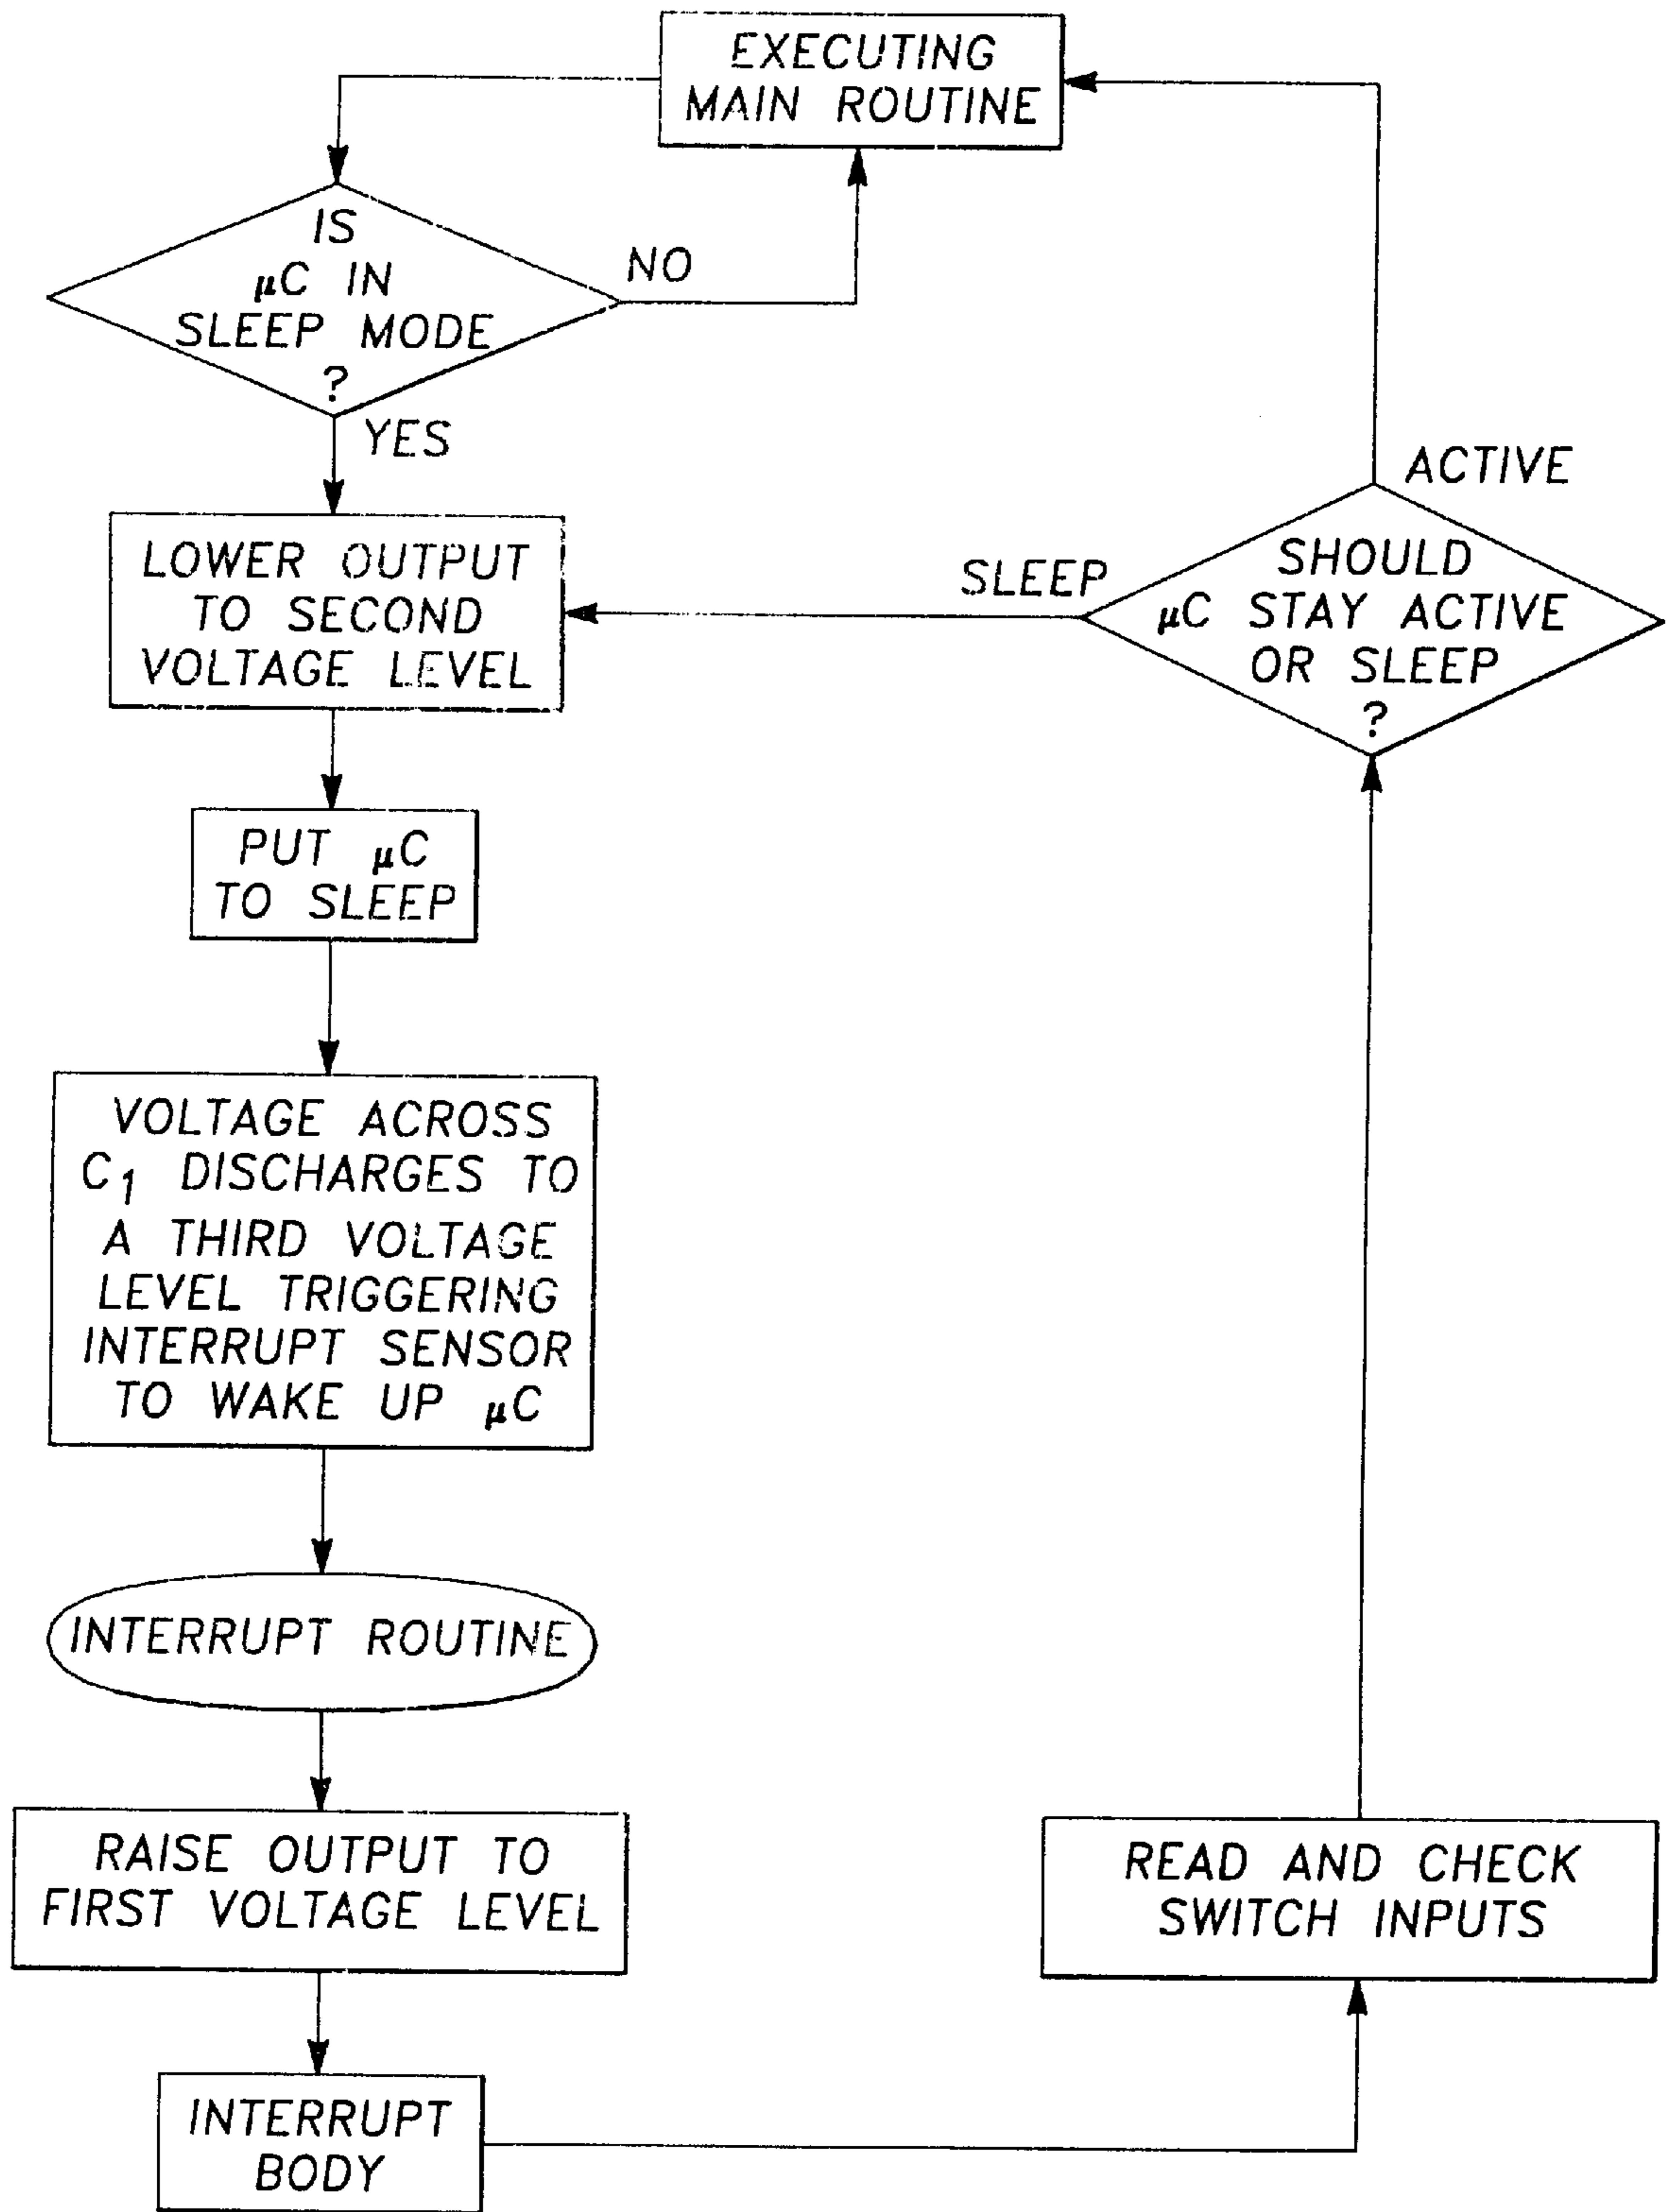 EXECUTING
MAIN ROUTINE
IS
μC IN
SLEEP MODE
?
NO
YES
LOWER OUTPUT
TO SECOND
VOLTAGE LEVEL
SLEEP
ACTIVE
SHOULD
μC STAY ACTIVE
OR SLEEP
?
PUT μC
TO SLEEP
VOLTAGE ACROSS
C1 DISCHARGES TO
A THIRD VOLTAGE
LEVEL TRIGGERING
INTERRUPT SENSOR
TO WAKE UP μC
INTERRUPT ROUTINE
RAISE OUTPUT TO
FIRST VOLTAGE LEVEL
INTERRUPT
BODY
READ AND CHECK
SWITCH INPUTS